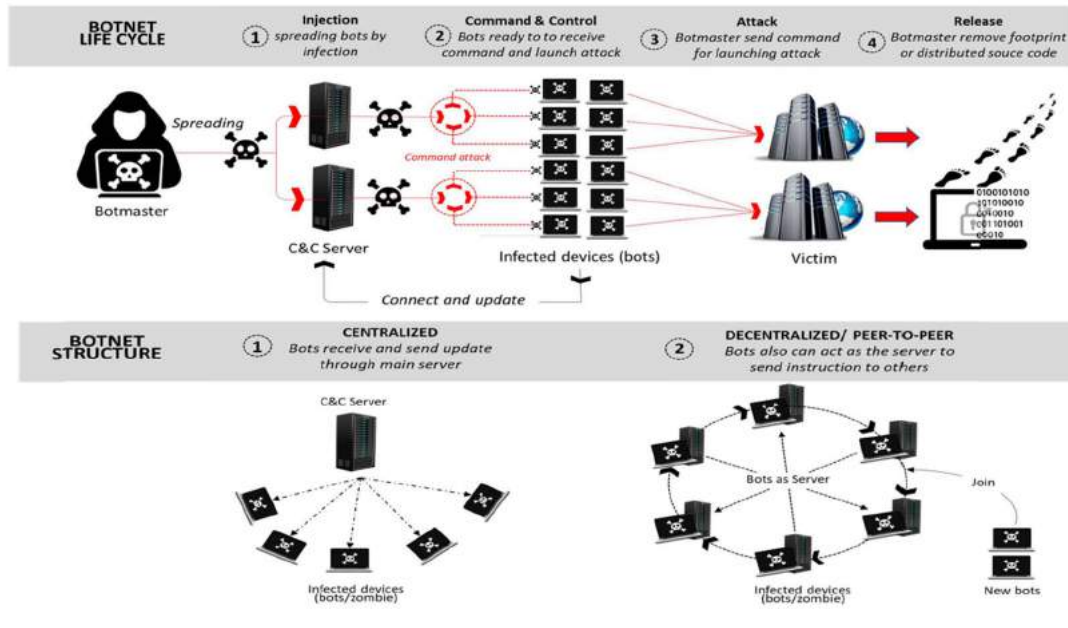 BOTNET
LIFE CYCLE
1
Injection
spreading bots by
infection
2
Command & Control
Bots ready to to receive
command and launch attack
3
Attack
Botmaster send command
for launching attack
4
Release
Botmaster remove footprint
or distributed souce code
Spreading
Command attack
Botmaster
C&C Server
Infected devices (bots)
Victim
0100101010
101010010
0010010
001101001
00010
Connect and update
BOTNET
STRUCTURE
1
CENTRALIZED
Bots receive and send update
through main server
2
DECENTRALIZED/ PEER-TO-PEER
Bots also can act as the server to
send instruction to others
C&C Server
Infected devices
(bots/zombie)
Bots as Server
Join
Infected devices
(bots/zombie)
New bots